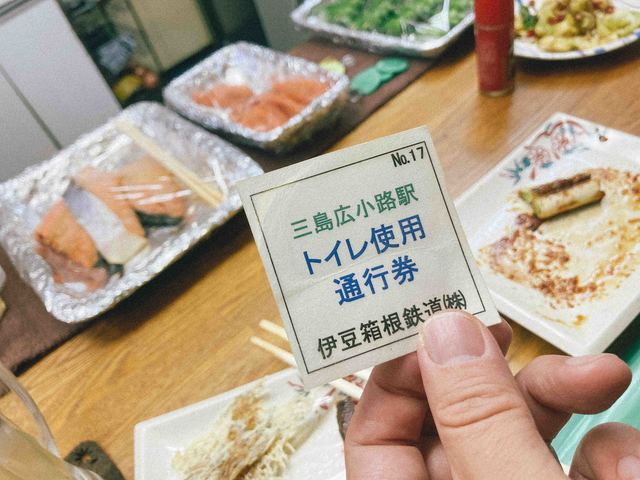 No.17
三島広小路駅
トイレ使用
通行券
伊豆箱根鉄道㈱